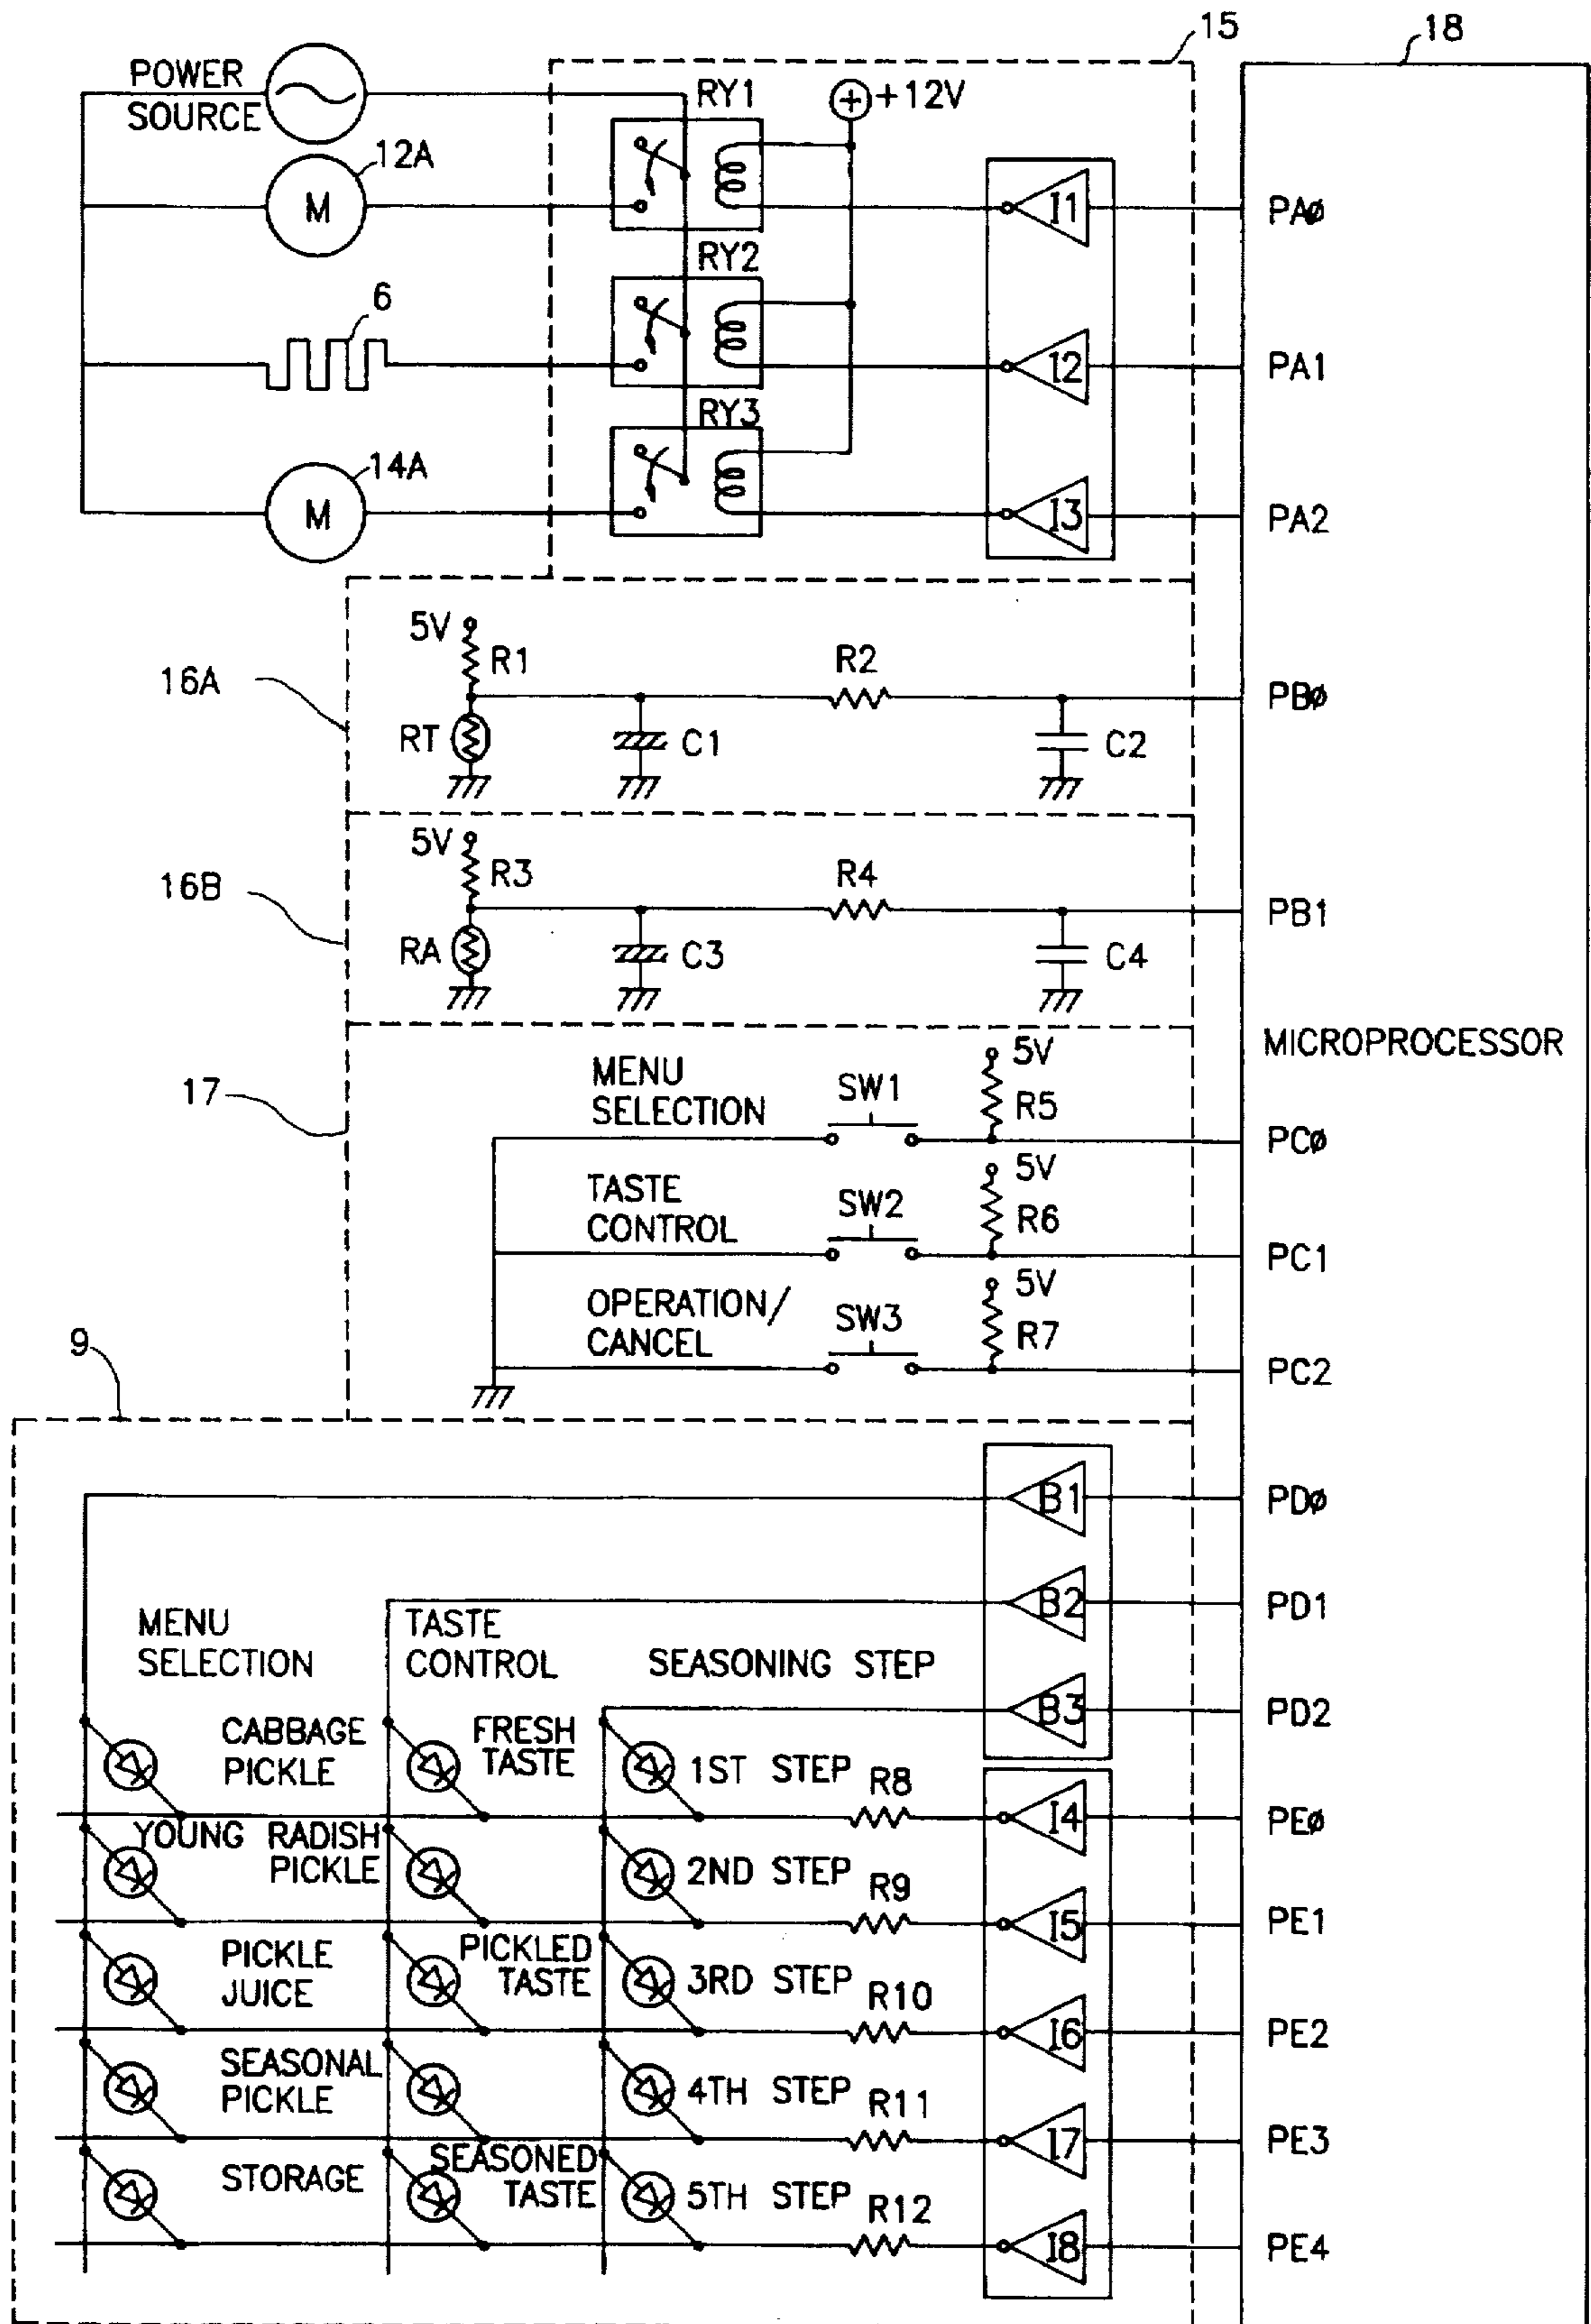 15
18
POWER
SOURCE
RY1
+12V
12A
M
I1
PAØ
RY2
6
I2
PA1
RY3
14A
M
I3
PA2
5V
R1
R2
16A
PBØ
RT
C1
C2
5V
R3
R4
16B
PB1
RA
C3
C4
MICROPROCESSOR
5V
MENU
SELECTION
SW1
R5
17
PCØ
5V
TASTE
CONTROL
SW2
R6
PC1
5V
OPERATION/
CANCEL
SW3
R7
9
PC2
B1
PDØ
B2
PD1
MENU
SELECTION
TASTE
CONTROL
SEASONING STEP
B3
PD2
CABBAGE
PICKLE
FRESH
TASTE
1ST STEP
R8
I4
PEØ
YOUNG RADISH
PICKLE
2ND STEP
R9
I5
PE1
PICKLE
JUICE
PICKLED
TASTE
3RD STEP
R10
I6
PE2
SEASONAL
PICKLE
4TH STEP
R11
I7
PE3
STORAGE
SEASONED
TASTE
5TH STEP
R12
I8
PE4